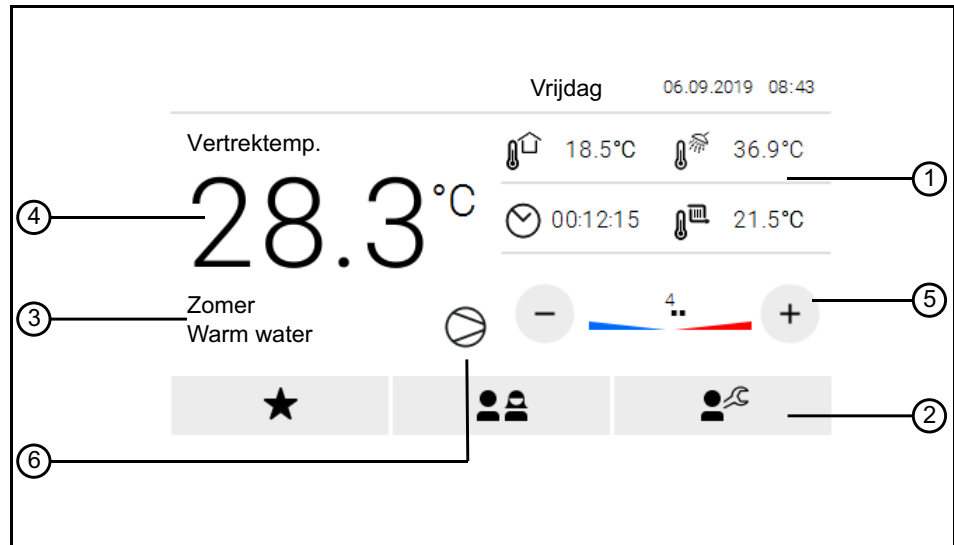 Vrijdag 06.09.2019 08:43
Vertrektemp.
28.3°C
18.5°C 36.9°C
00:12:15 21.5°C
1
4
Zomer
Warm water
3
4
− +
5
2
6